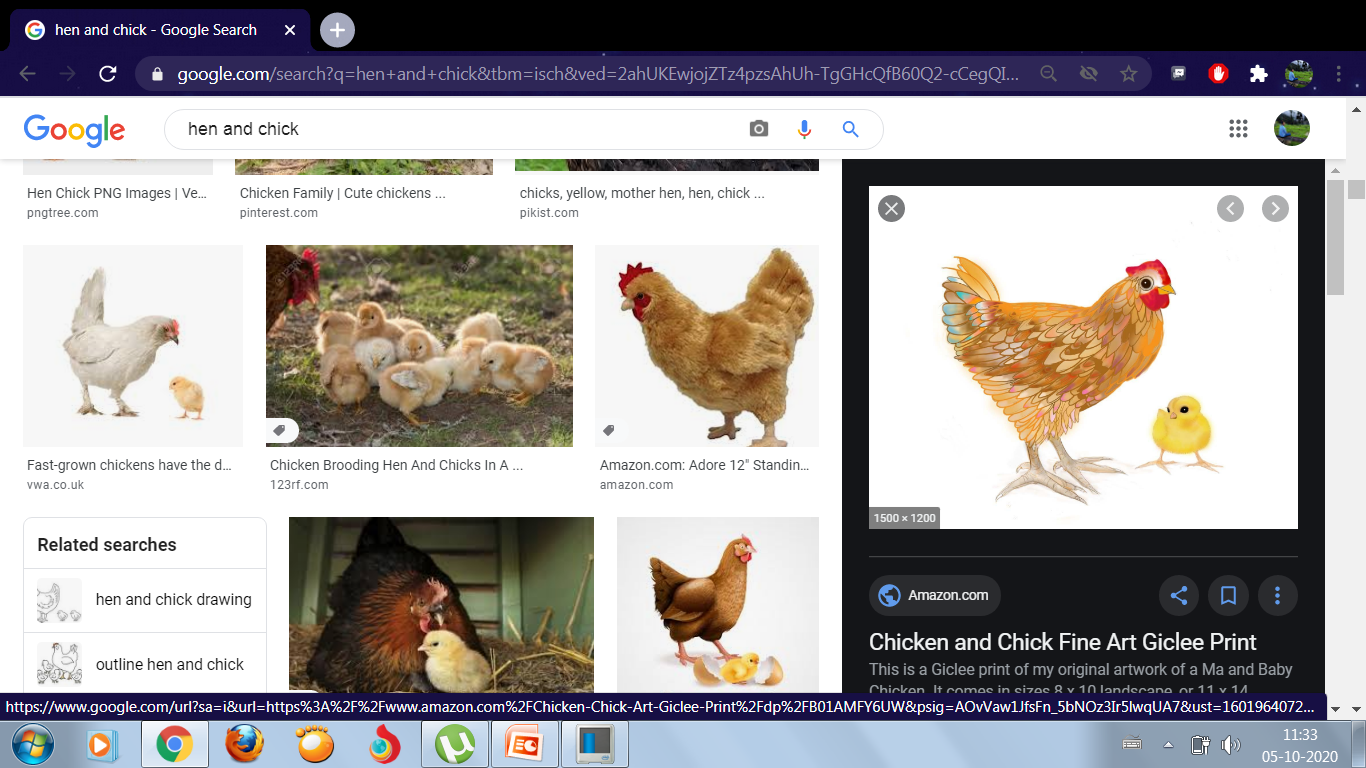 hen and chick - Google Search
google.com/search?q=hen+and+chick&tbm=isch&ved=2ahUKEwjojZTz4pzsAhUh-TgGHcQfB60Q2-cCegQI...
Google
hen and chick
Hen Chick PNG Images | Ve...
pngtree.com
Chicken Family | Cute chickens ...
pinterest.com
chicks, yellow, mother hen, hen, chick ...
pikist.com
Fast-grown chickens have the d...
vwa.co.uk
Chicken Brooding Hen And Chicks In A ...
123rf.com
Amazon.com: Adore 12" Standin...
amazon.com
Related searches
hen and chick drawing
outline hen and chick
1500 × 1200
Amazon.com
Chicken and Chick Fine Art Giclee Print
This is a Giclee print of my original artwork of a Ma and Baby
Chicken. It comes in sizes 8 x 10 landscape, or 11 x 14
https://www.google.com/url?sa=i&url=https%3A%2F%2Fwww.amazon.com%2FChicken-Chick-Art-Giclee-Print%2Fdp%2FB01AMFY6UW&psig=AOvVaw1JfsFn_5bNOz3Ir5lwqUA7&ust=1601964072...
11:33
05-10-2020